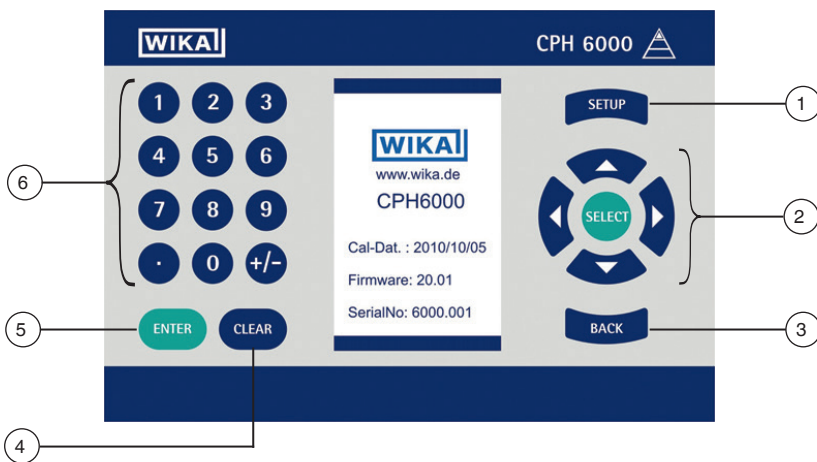 WIKA
CPH 6000
1 2 3
4 5 6
7 8 9
. 0 +/-
ENTER CLEAR
WIKA
www.wika.de
CPH6000
Cal-Dat. : 2010/10/05
Firmware: 20.01
SerialNo: 6000.001
SETUP
SELECT
BACK
1
2
3
4
5
6